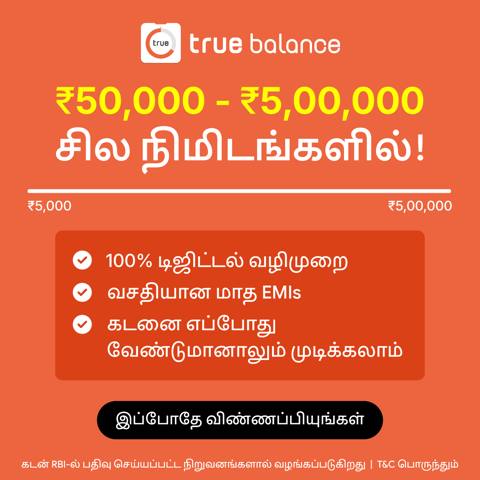 true
true balance
₹50,000 - ₹5,00,000
சில நிமிடங்களில்!
₹5,000
₹5,00,000
100% டிஜிட்டல் வழிமுறை
வசதியான மாத EMIs
கடனை எப்போது
வேண்டுமானாலும் முடிக்கலாம்
இப்போதே விண்ணப்பியுங்கள்
கடன் RBI-ல் பதிவு செய்யப்பட்ட நிறுவனங்களால் வழங்கப்படுகிறது | T&C பொருந்தும்